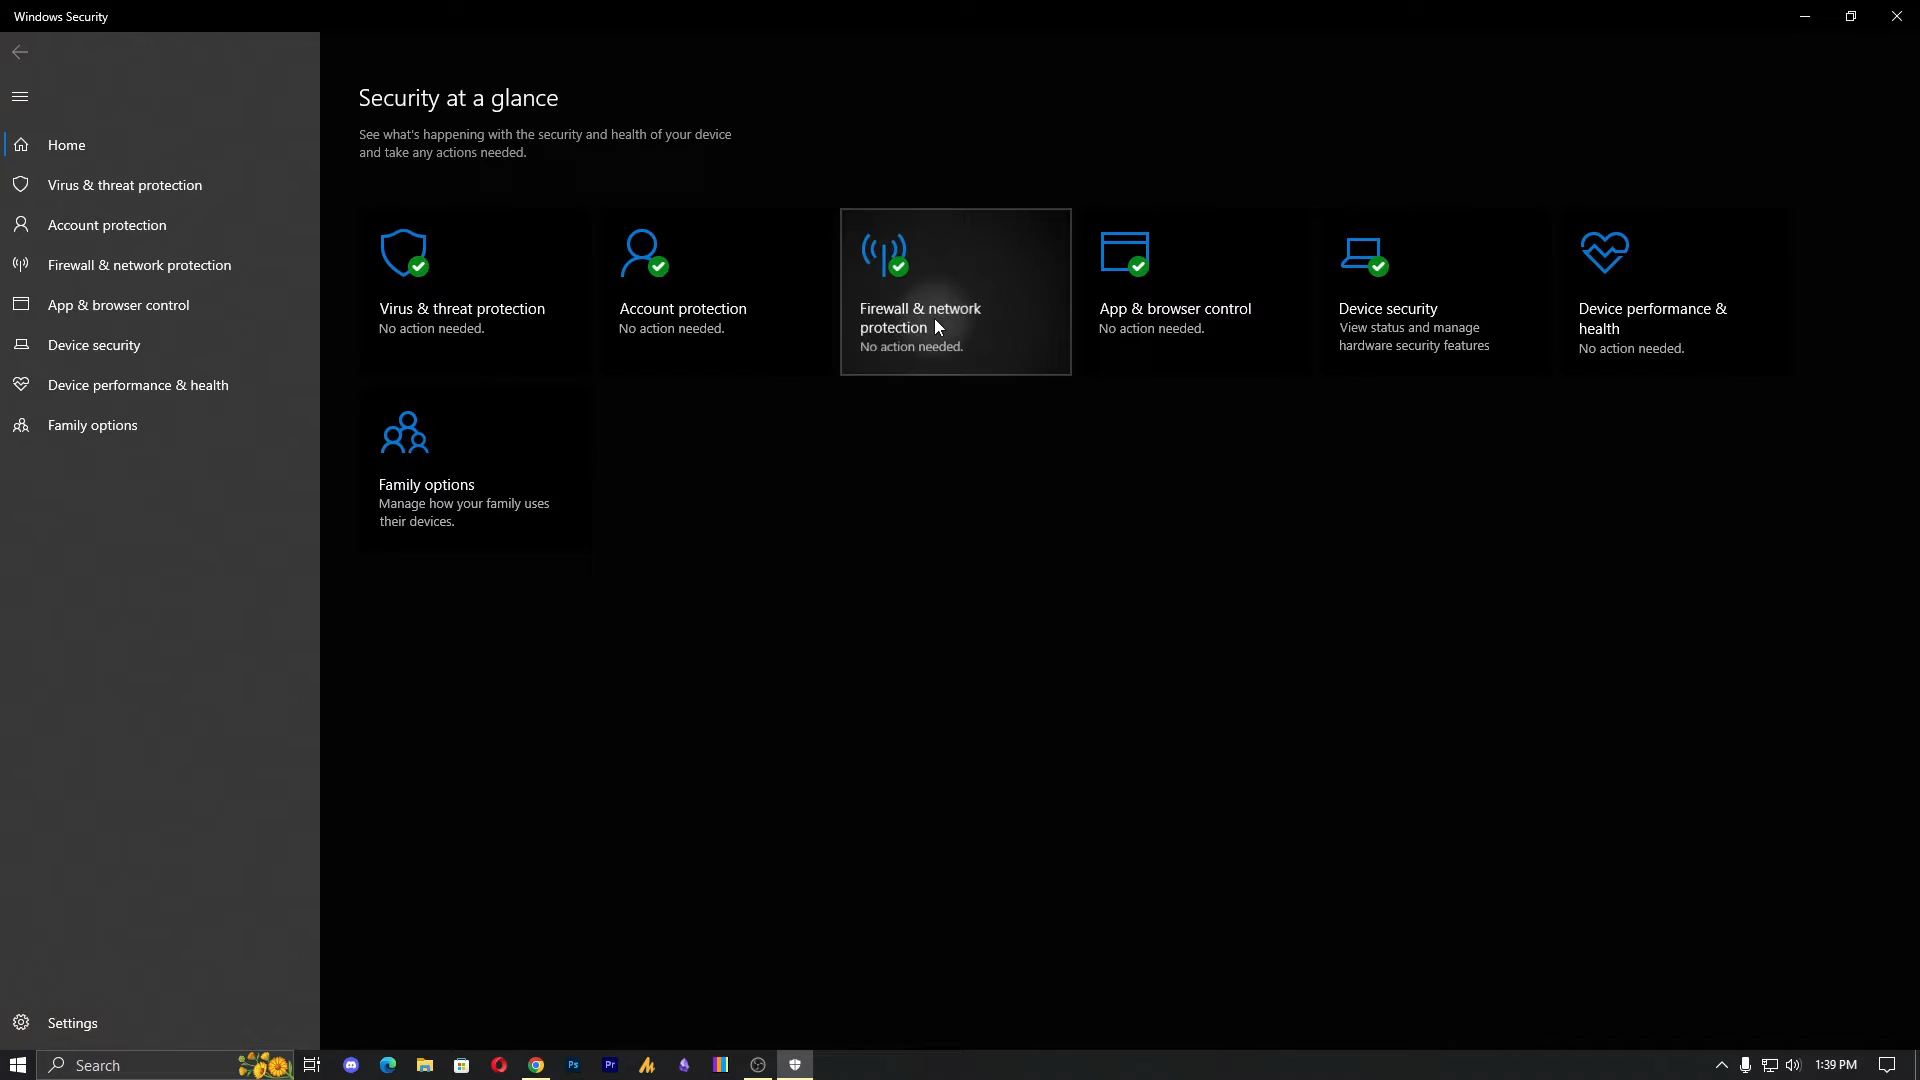 Windows Security
Home
Virus & threat protection
Account protection
Firewall & network protection
App & browser control
Device security
Device performance & health
Family options
Settings
Security at a glance
See what's happening with the security and health of your device
and take any actions needed.
Virus & threat protection
No action needed.
Account protection
No action needed.
Firewall & network
protection
No action needed.
App & browser control
No action needed.
Device security
View status and manage
hardware security features
Device performance &
health
No action needed.
Family options
Manage how your family uses
their devices.
Search
Ps
Pr
1:39 PM